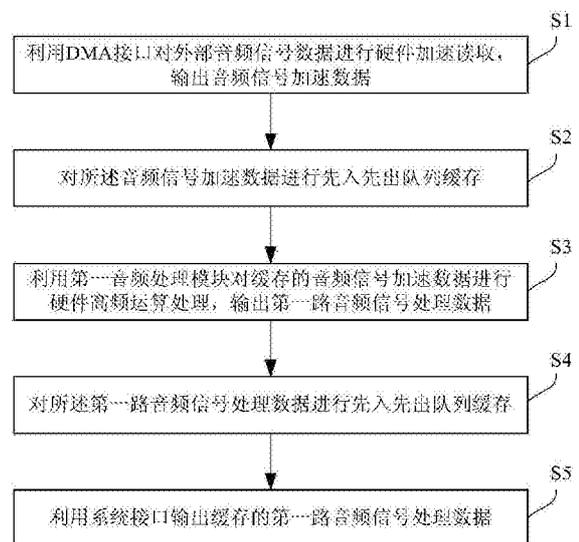 S1
利用DMA接口对外部音频信号数据进行硬件加速读取，
输出音频信号加速数据
S2
对所述音频信号加速数据进行先入先出队列缓存
S3
利用第一音频处理模块对缓存的音频信号加速数据进行
硬件高频运算处理，输出第一路音频信号处理数据
S4
对所述第一路音频信号处理数据进行先入先出队列缓存
S5
利用系统接口输出缓存的第一路音频信号处理数据